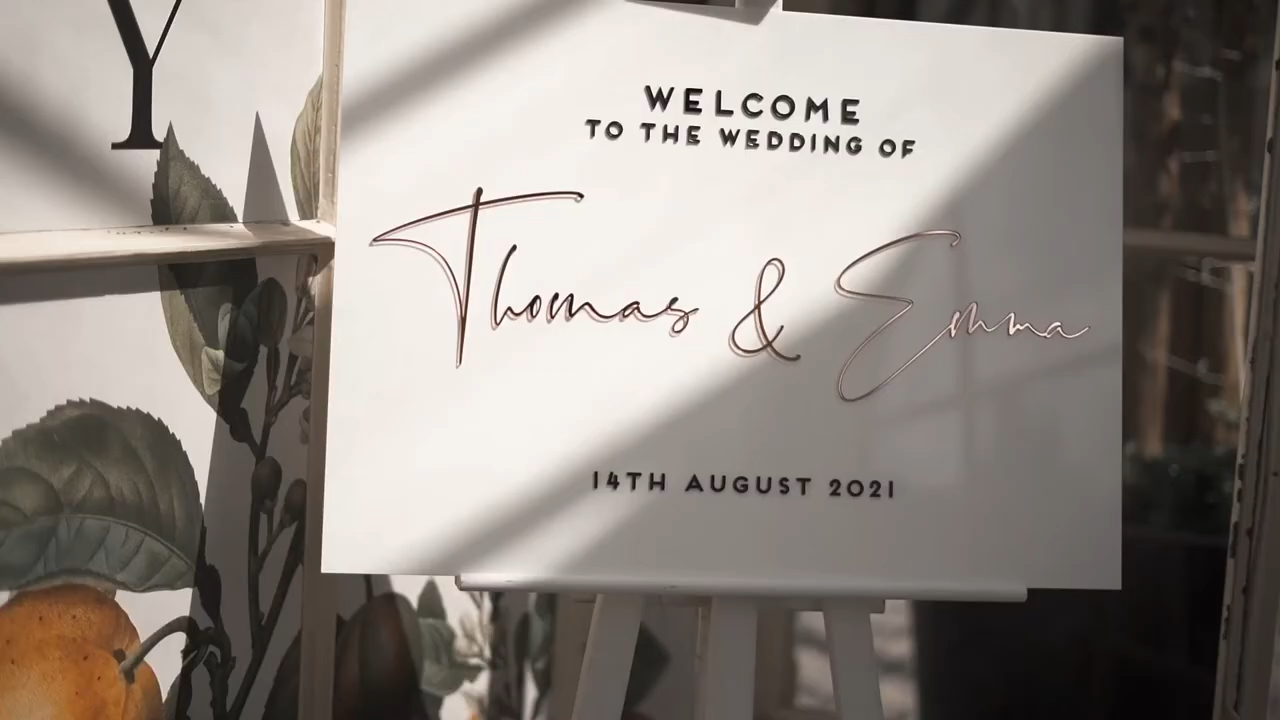 Y
WELCOME
TO THE WEDDING OF
Thomas & Emma
14TH AUGUST 2021